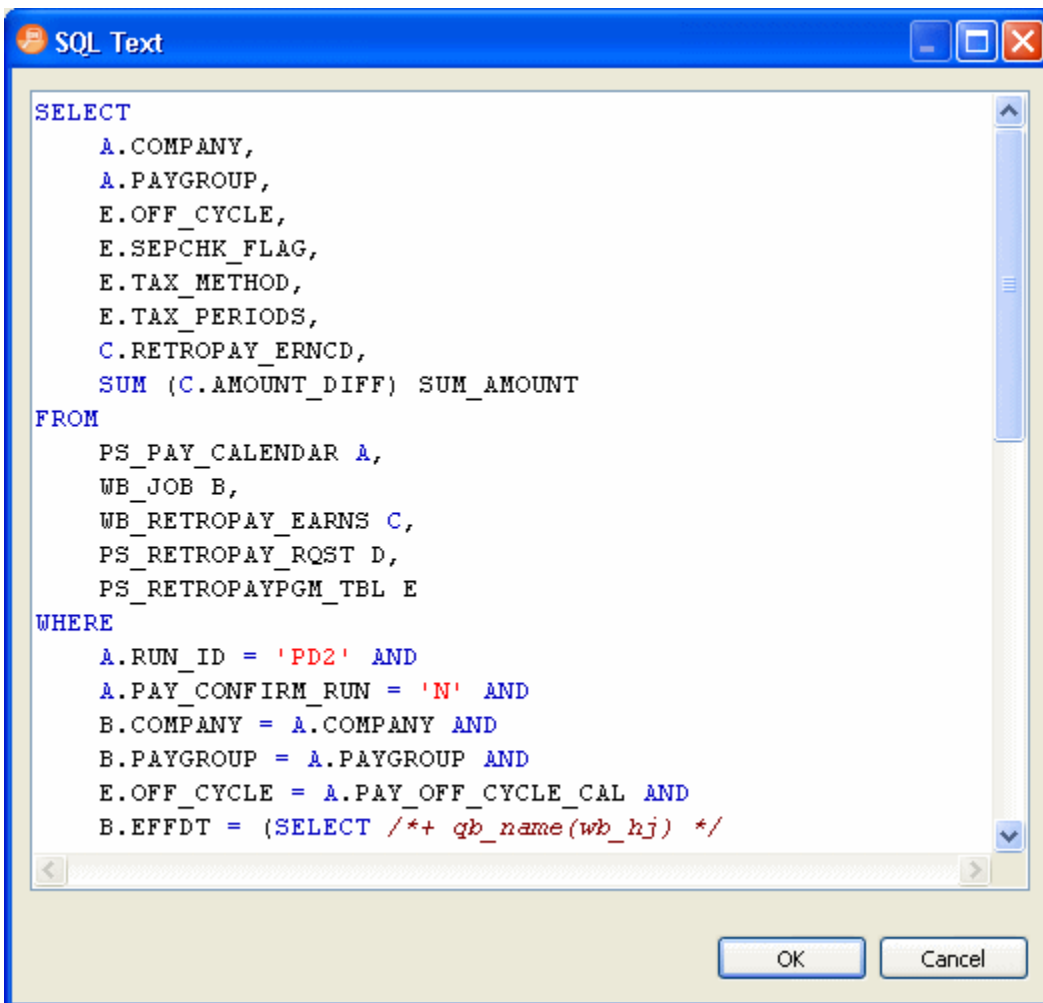 SQL Text
SELECT
A.COMPANY,
A.PAYGROUP,
E.OFF_CYCLE,
E.SEPCHK_FLAG,
E.TAX_METHOD,
E.TAX_PERIODS,
C.RETROPAY_ERNCD,
SUM (C.AMOUNT_DIFF) SUM_AMOUNT
FROM
PS_PAY_CALENDAR A,
WB_JOB B,
WB_RETROPAY_EARNS C,
PS_RETROPAY_RQST D,
PS_RETROPAYPGM_TBL E
WHERE
A.RUN_ID = 'PD2' AND
A.PAY_CONFIRM_RUN = 'N' AND
B.COMPANY = A.COMPANY AND
B.PAYGROUP = A.PAYGROUP AND
E.OFF_CYCLE = A.PAY_OFF_CYCLE_CAL AND
B.EFFDT = (SELECT /*+ qb_name(wb_hj) */
OK Cancel